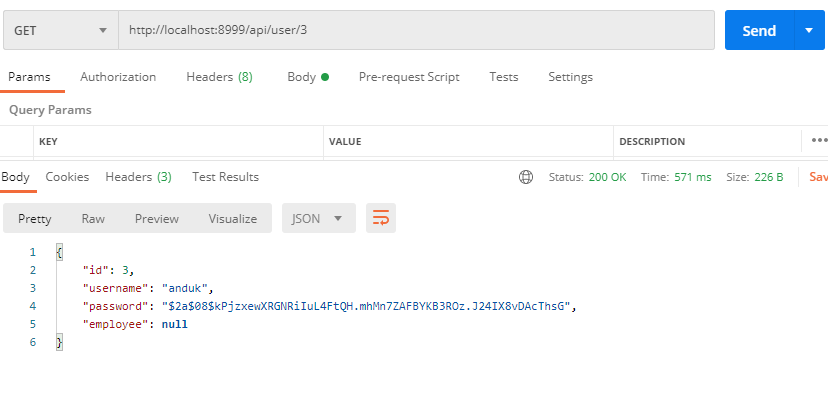 GET http://localhost:8999/api/user/3 Send
Params Authorization Headers (8) Body Pre-request Script Tests Settings
Query Params
KEY VALUE DESCRIPTION
Body Cookies Headers (3) Test Results Status: 200 OK Time: 571 ms Size: 226 B Sav
Pretty Raw Preview Visualize JSON
1 {
2 "id": 3,
3 "username": "anduk",
4 "password": "$2a$08$kPjzxewXRGNRiIuL4FtQH.mhMn7ZAFBYKB3ROz.J24IX8vDAcThsG",
5 "employee": null
6 }